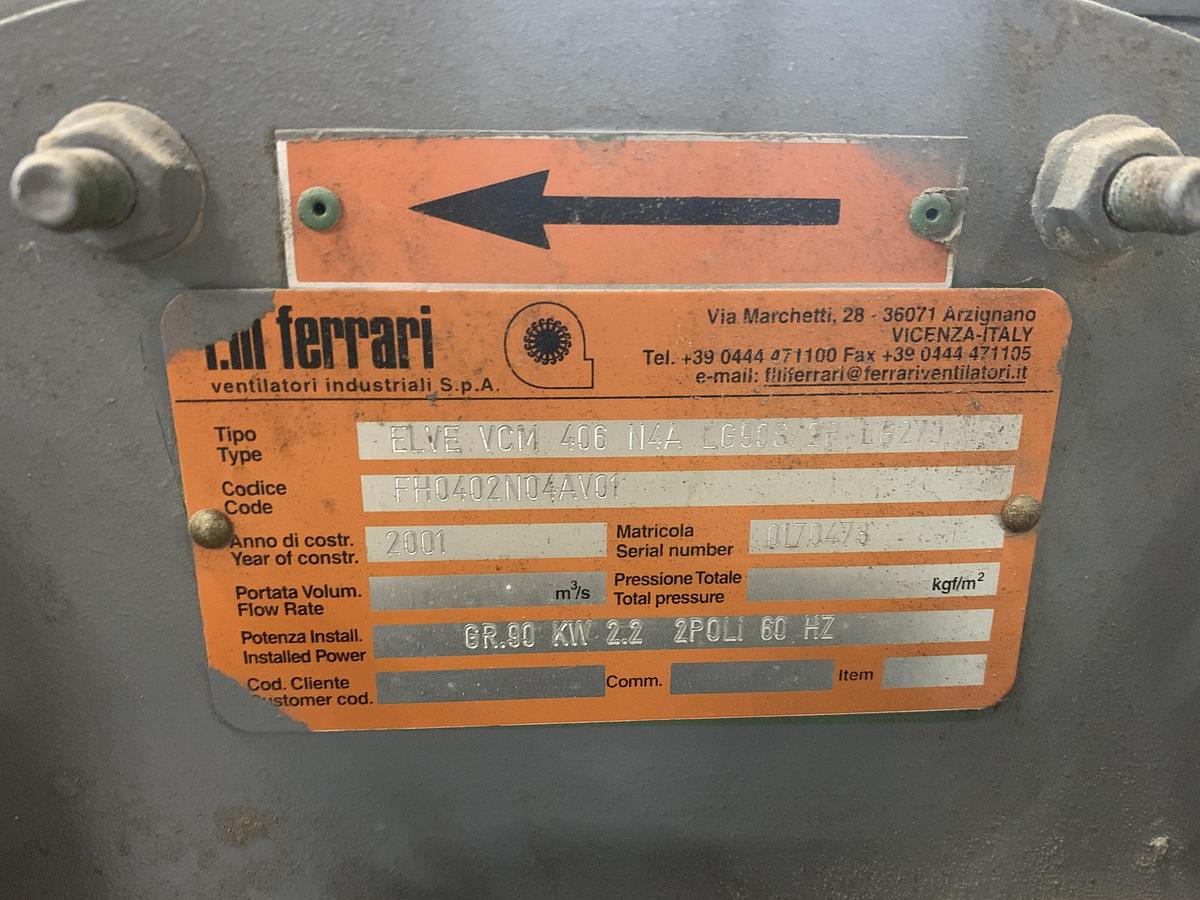 ferrari
ventilatori industriali S.p.A.
Via Marchetti, 28 - 36071 Arzignano
VICENZA-ITALY
Tel. +39 0444 471100 Fax +39 0444 471105
e-mail: flliferrari@ferrariventilatori.it
Tipo
Type
ELVE VCM 406 N4A LG90S 2P
Codice
Code
FH0402N04AV01
Anno di costr.
Year of constr.
2001
Matricola
Serial number
Portata Volum.
Flow Rate
m³/s
Pressione Totale
Total pressure
kgf/m²
Potenza Install.
Installed Power
GR.90 KW 2.2 2POLI 60 HZ
Cod. Cliente
cod.
Comm.
Item